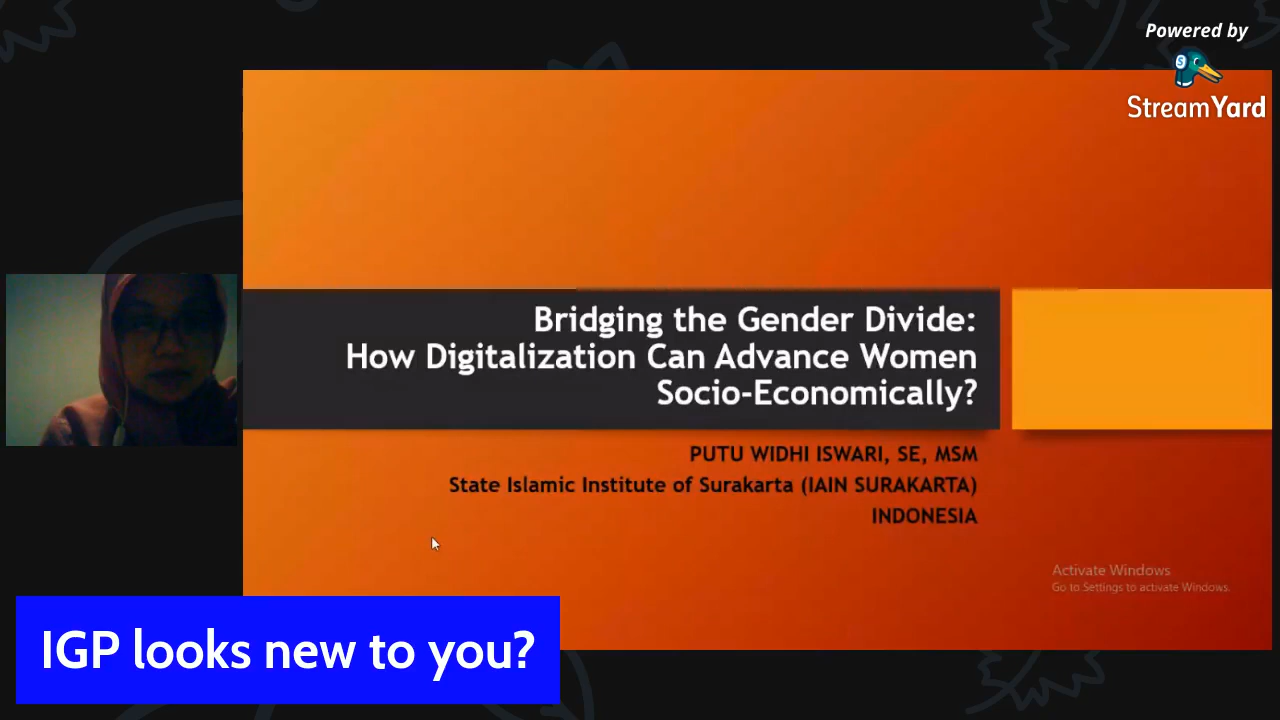 Powered by
StreamYard
Bridging the Gender Divide:
How Digitalization Can Advance Women
Socio-Economically?
PUTU WIDHI ISWARI, SE, MSM
State Islamic Institute of Surakarta (IAIN SURAKARTA)
INDONESIA
Activate Windows
Go to Settings to activate Windows.
IGP looks new to you?